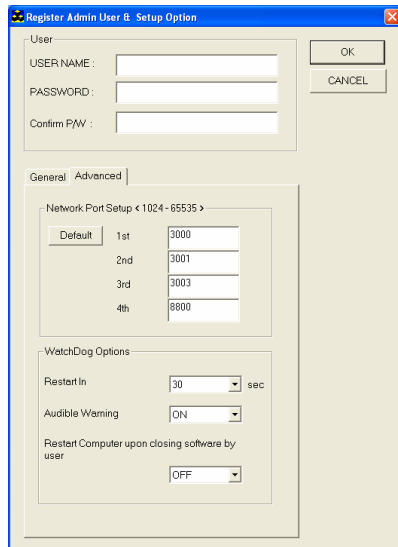 Register Admin User & Setup Option
User
USER NAME :
PASSWORD :
Confirm P/W :
OK
CANCEL
General
Advanced
Network Port Setup < 1024 - 65535 >
Default
1st
3000
2nd
3001
3rd
3003
4th
8800
WatchDog Options
Restart In
30
sec
Audible Warning
ON
Restart Computer upon closing software by
user
OFF